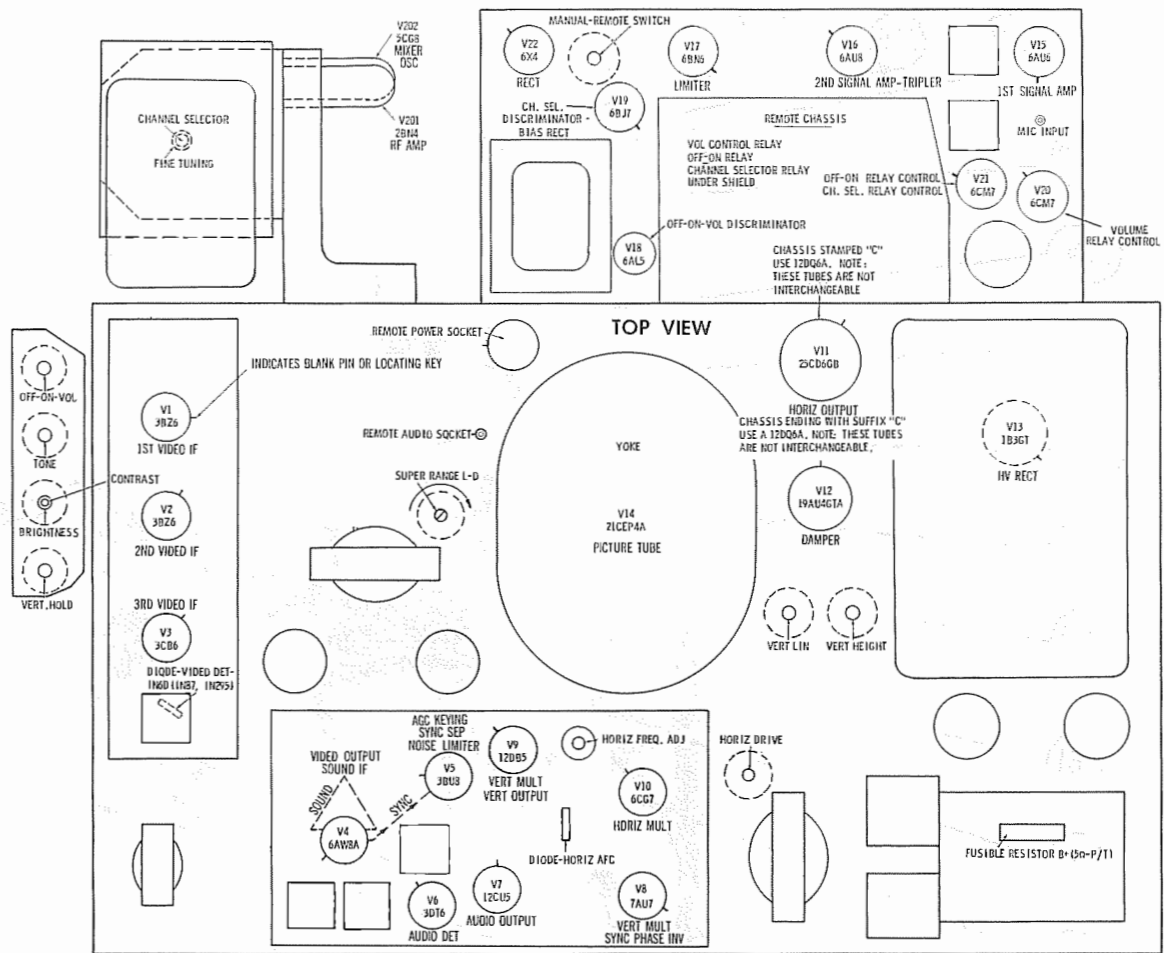 V202
5CG8
MIXER
OSC
V201
2BN4
RF AMP
CHANNEL SELECTOR
FINE TUNING
MANUAL-REMOTE SWITCH
V22
6X4
RECT
V17
6BN6
LIMITER
V16
6AU8
2ND SIGNAL AMP-TRIPLER
V15
6AU6
1ST SIGNAL AMP
V19
6BJ7
CH. SEL.
DISCRIMINATOR -
BIAS RECT
REMOTE CHASSIS
VOL CONTROL RELAY
OFF-ON RELAY
CHANNEL SELECTOR RELAY
UNDER SHIELD
MIC INPUT
OFF-ON RELAY CONTROL
CH. SEL. RELAY CONTROL
V21
6CM7
V20
6CM7
VOLUME
RELAY CONTROL
V18
6AL5
OFF-ON-VOL DISCRIMINATOR
CHASSIS STAMPED "C"
USE 12DQ6A. NOTE:
THESE TUBES ARE NOT
INTERCHANGEABLE
TOP VIEW
REMOTE POWER SOCKET
INDICATES BLANK PIN OR LOCATING KEY
OFF-ON-VOL
TONE
CONTRAST
BRIGHTNESS
VERT. HOLD
V1
3BZ6
1ST VIDEO IF
V2
3BZ6
2ND VIDEO IF
3RD VIDEO IF
V3
3CB6
DIODE-VIDEO DET-
IN60 (IN87, IN295)
REMOTE AUDIO SOCKET
SUPER RANGE L-D
YOKE
V14
21CEP4A
PICTURE TUBE
V11
25CD6GB
HORIZ OUTPUT
CHASSIS ENDING WITH SUFFIX "C"
USE A 12DQ6A. NOTE: THESE TUBES
ARE NOT INTERCHANGEABLE.
V12
19AU4GTA
DAMPER
V13
1B3GT
HV RECT
VERT LIN
VERT HEIGHT
AGC KEYING
SYNC SEP
NOISE LIMITER
V5
3BU8
V9
12DB5
VERT MULT
VERT OUTPUT
HORIZ FREQ. ADJ
VIDEO OUTPUT
SOUND IF
SOUND
SYNC
V4
6AW8A
V10
6CG7
HORIZ MULT
HORIZ DRIVE
DIODE-HORIZ AFC
V6
3DT6
AUDIO DET
V7
12CU5
AUDIO OUTPUT
V8
7AU7
VERT MULT
SYNC PHASE INV
FUSIBLE RESISTOR B+ (5Ω-P/T)